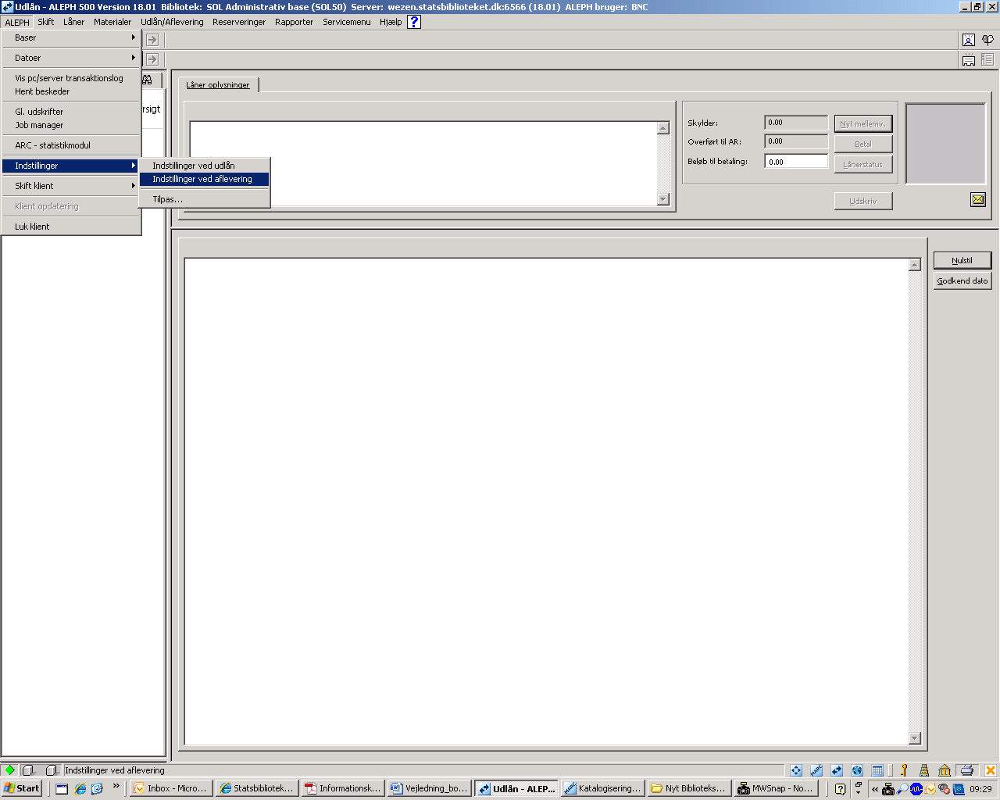 Udlån - ALEPH 500 Version 18.01 Bibliotek: SOL Administrativ base (SOL50) Server: wezen.statsbiblioteket.dk:6566 (18.01) ALEPH bruger: BNC
ALEPH Skift Låner Materialer Udlån/Aflevering Reserveringer Rapporter Servicemenu Hjælp ?
Baser
Datoer
Vis pc/server transaktionslog
Hent beskeder
Gl. udskrifter
Job manager
ARC - statistikmodul
Indstillinger
Skift klient
Klient opdatering
Luk klient
rsigt
Indstillinger ved udlån
Indstillinger ved aflevering
Tilpas...
Låner oplysninger
Skylder: 0.00 Nyt mellemv.
Overført til AR: 0.00 Betal
Beløb til betaling: 0.00 Lånerstatus
Udskriv
Nulstil
Godkend dato
Indstillinger ved aflevering
Start » Inbox - Micro... Statsbibliotek... Informationsk... Vejledning_bo... Udlån - ALEP... Katalogisering... Nyt Biblioteks... MWSnap - No... ? « 09:29